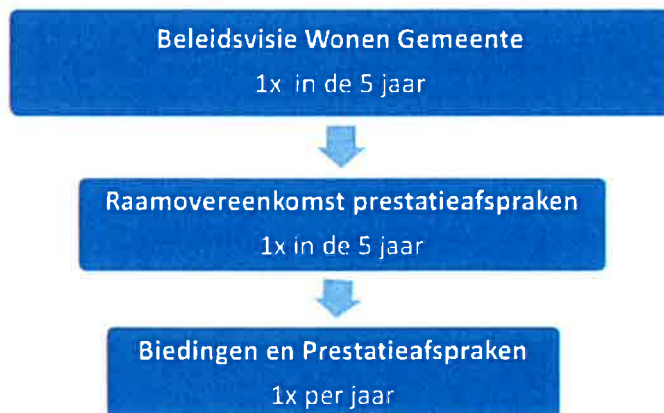 Beleidsvisie Wonen Gemeente
1x in de 5 jaar
Raamovereenkomst prestatieafspraken
1x in de 5 jaar
Biedingen en Prestatieafspraken
1x per jaar